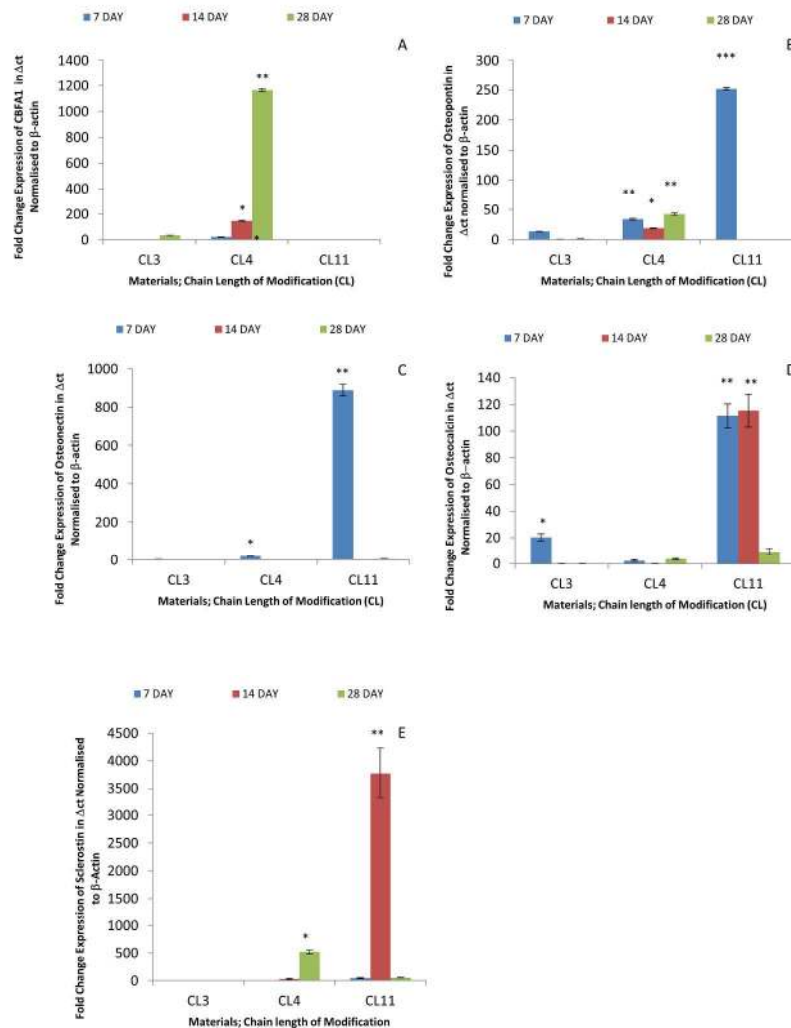 7 DAY 14 DAY 28 DAY
A
Fold Change Expression of CBFA1 in Δct
Normalised to β-actin
1400
1200
1000
800
600
400
200
0
**
*
*
CL3 CL4 CL11
Materials; Chain Length of Modification (CL)
7 DAY 14 DAY 28 DAY
Fold Change Expression of Osteopontin in
Δct normalised to β-actin
300
250
200
150
100
50
0
***
** * **
CL3 CL4 CL11
Materials; Chain Length of Modification (CL)
7 DAY 14 DAY 28 DAY
C
Fold Change Expression of Osteonectin in Δct
Normalised to β-actin
1000
800
600
400
200
0
**
*
CL3 CL4 CL11
Materials; Chain Length of Modification (CL)
7 DAY 14 DAY 28 DAY
D
Fold Change Expression of Osteocalcin in Δct
Normalised to β–actin
140
120
100
80
60
40
20
0
** **
*
CL3 CL4 CL11
Materials; Chain length of Modification (CL)
7 DAY 14 DAY 28 DAY
E
Fold Change Expression of Sclerostin in Δct Normalised
to β-Actin
4500
4000
3500
3000
2500
2000
1500
1000
500
0
**
*
CL3 CL4 CL11
Materials; Chain length of Modification